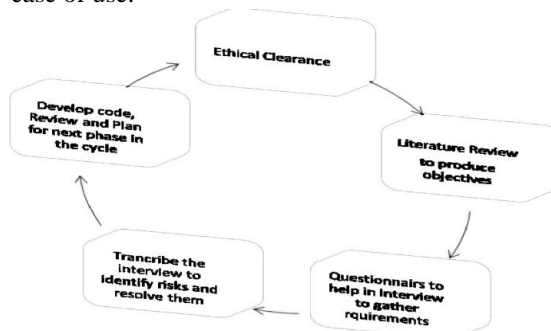 ease of use.
Ethical Clearance
Literature Review
to produce
objectives
Questionnairs to
help in Interview
to gather
rquirements
Trancribe the
interview to
identify risks and
resolve them
Develop code,
Review and Plan
for next phase in
the cycle